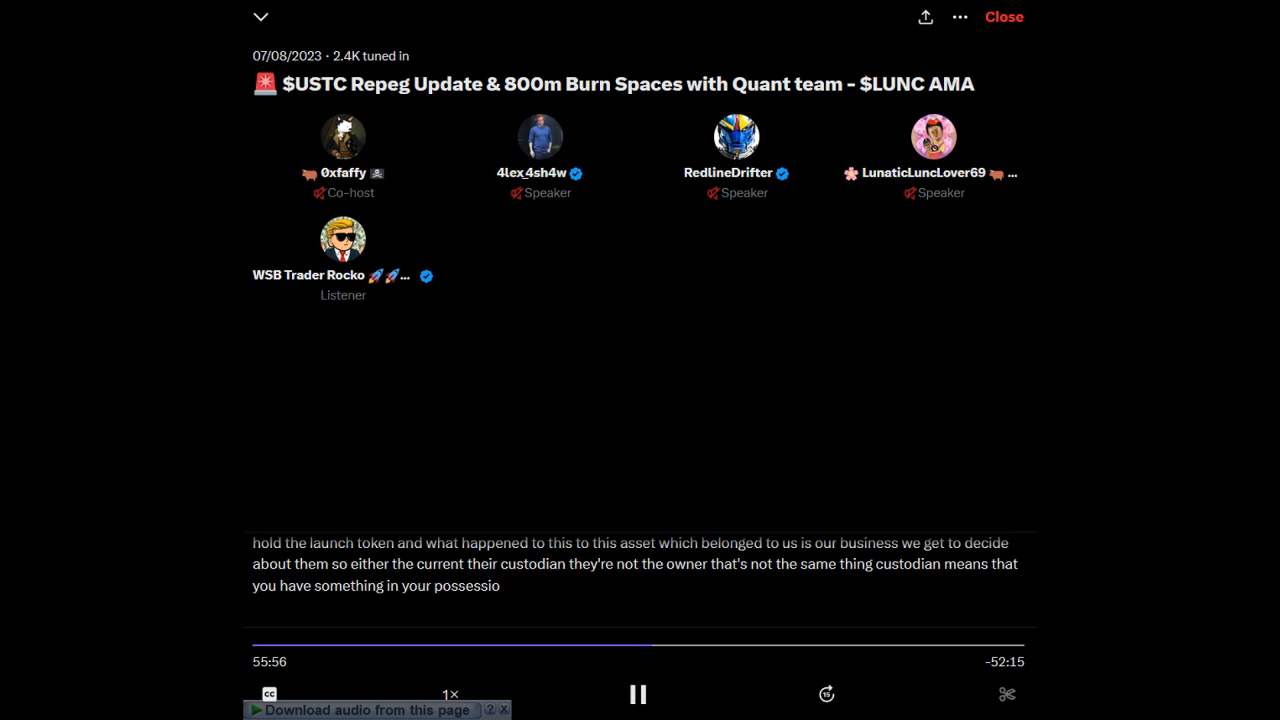 Close
07/08/2023 · 2.4K tuned in
🚨 $USTC Repeg Update & 800m Burn Spaces with Quant team - $LUNC AMA
🐂 0xfaffy 🏴‍☠️
Co-host
4lex_4sh4w
Speaker
RedlineDrifter
Speaker
🌸 LunaticLuncLover69 🐂 ...
Speaker
WSB Trader Rocko 🚀🚀...
Listener
hold the launch token and what happened to this to this asset which belonged to us is our business we get to decide
about them so either the current their custodian they're not the owner that's not the same thing custodian means that
you have something in your possessio
55:56
-52:15
cc
1×
15
Download audio from this page ? x